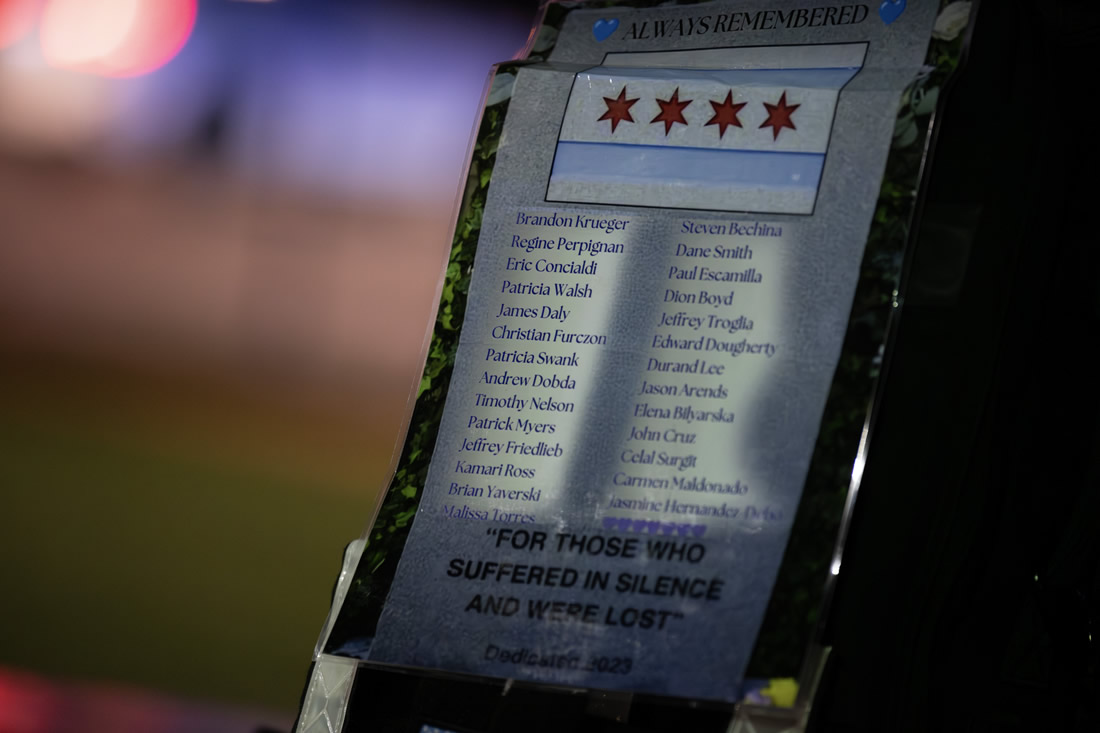 💙 ALWAYS REMEMBERED 💙
Brandon Krueger
Regine Perpignan
Eric Concialdi
Patricia Walsh
James Daly
Christian Furczon
Patricia Swank
Andrew Dobda
Timothy Nelson
Patrick Myers
Jeffrey Friedlieb
Kamari Ross
Brian Yaverski
Malissa Torres
Steven Bechina
Dane Smith
Paul Escamilla
Dion Boyd
Jeffrey Troglia
Edward Dougherty
Durand Lee
Jason Arends
Elena Bilyarska
John Cruz
Celal Surgit
Carmen Maldonado
Jasmine Hernandez-Debo
"FOR THOSE WHO
SUFFERED IN SILENCE
AND WERE LOST"
Dedicated 2023